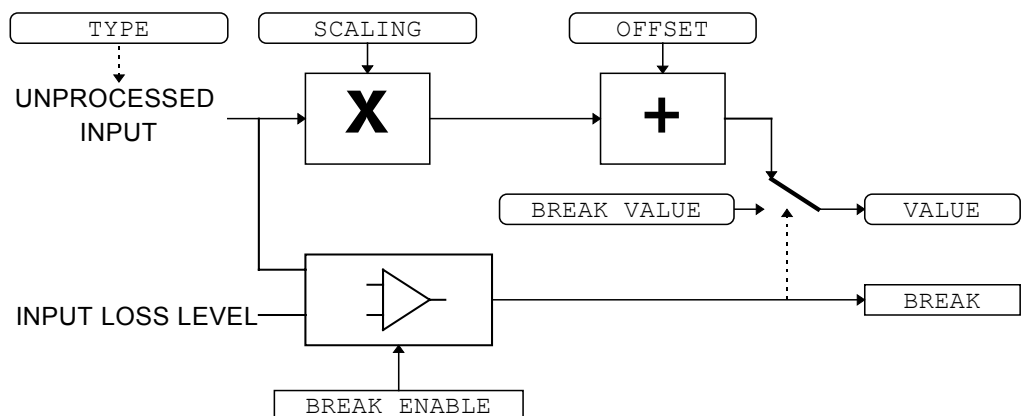 TYPE
SCALING
OFFSET
UNPROCESSED
INPUT
X
+
BREAK VALUE
VALUE
INPUT LOSS LEVEL
BREAK
BREAK ENABLE